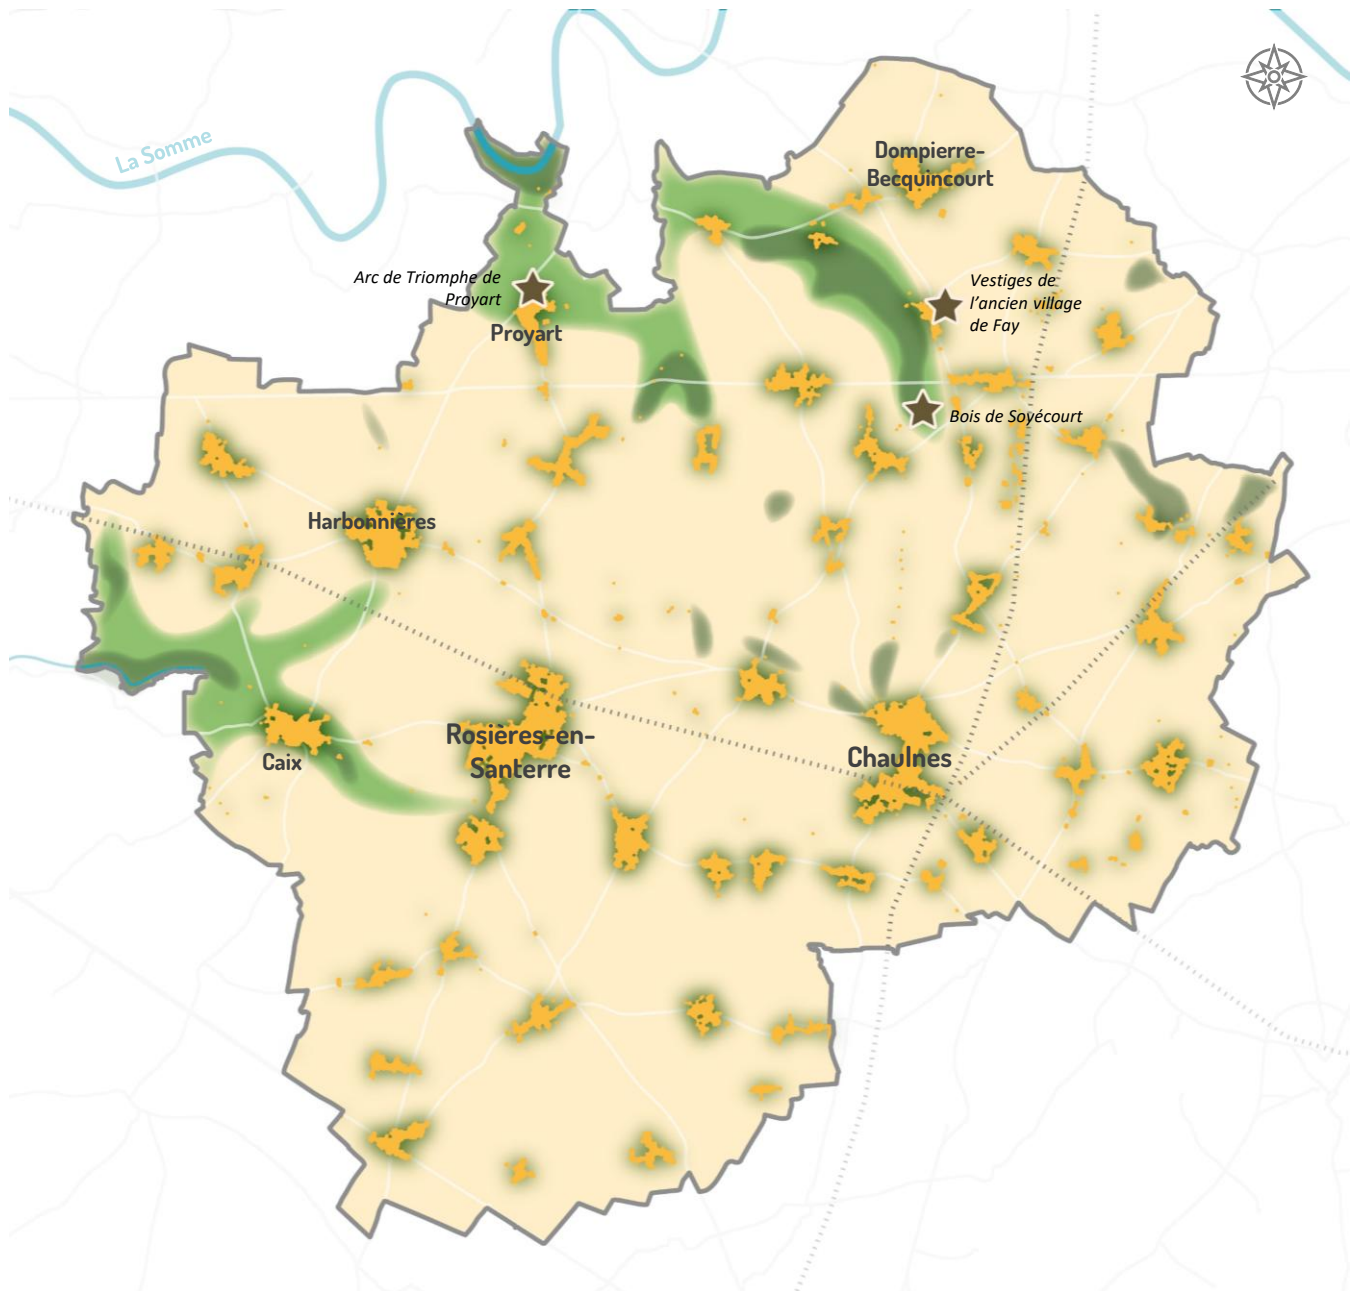 La Somme
Dompierre-
Becquincourt
Arc de Triomphe de
Proyart
Vestiges de
l'ancien village
de Fay
Proyart
Bois de Soyécourt
Harbonnières
Rosières-en-
Santerre
Caix
Chaulnes